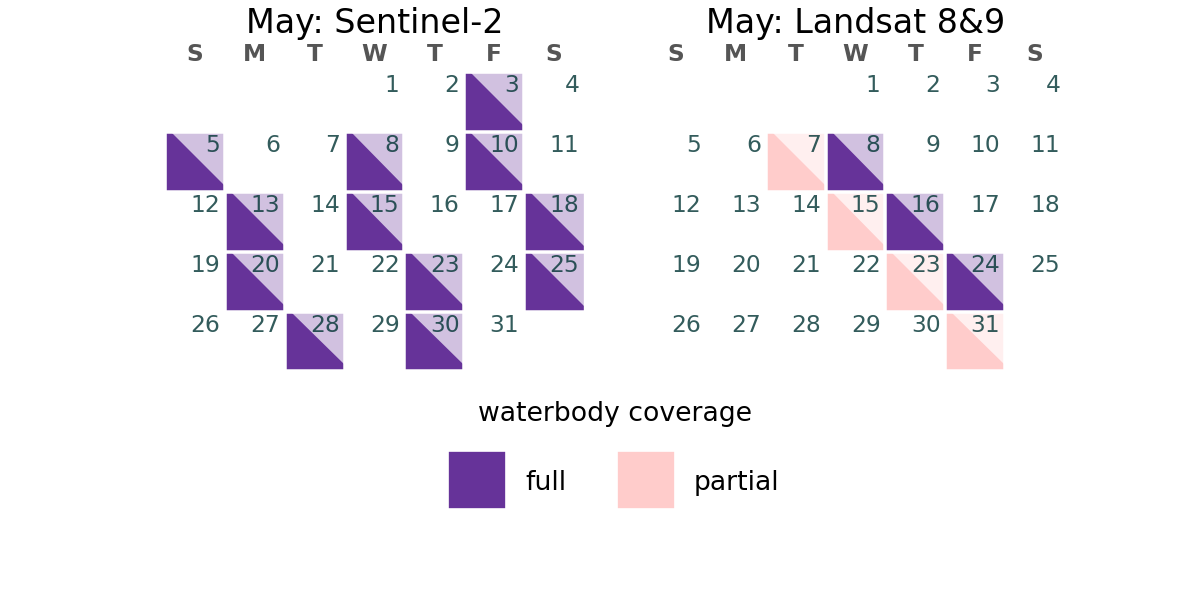 May: Sentinel-2
S M T W T F S
1 2 3 4
5 6 7 8 9 10 11
12 13 14 15 16 17 18
19 20 21 22 23 24 25
26 27 28 29 30 31
May: Landsat 8&9
S M T W T F S
1 2 3 4
5 6 7 8 9 10 11
12 13 14 15 16 17 18
19 20 21 22 23 24 25
26 27 28 29 30 31
waterbody coverage
full partial